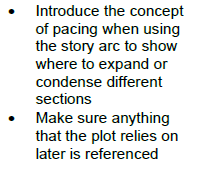 • Introduce the concept
of pacing when using
the story arc to show
where to expand or
condense different
sections
• Make sure anything
that the plot relies on
later is referenced